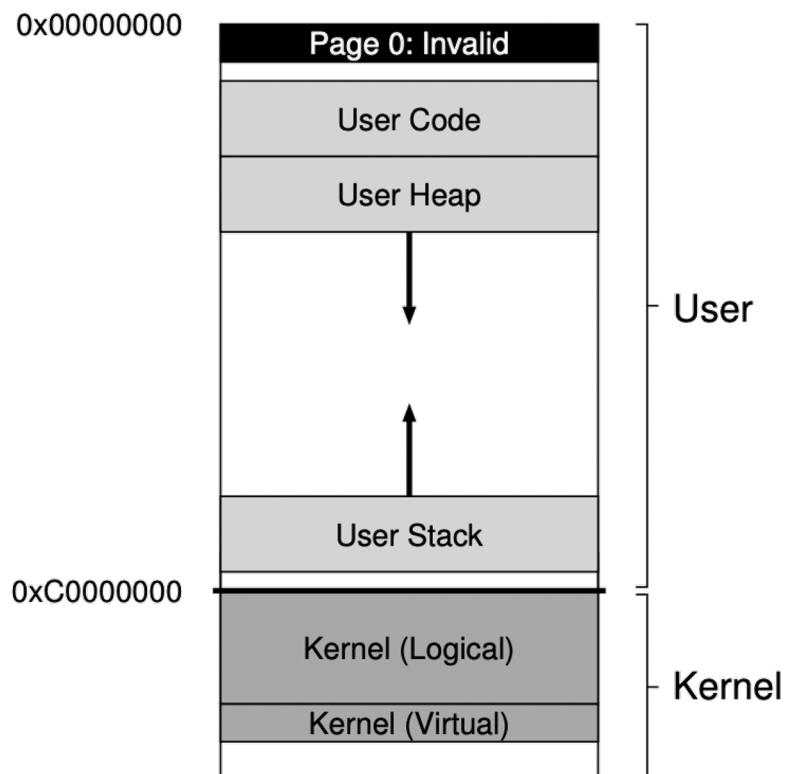 0x00000000
Page 0: Invalid
User Code
User Heap
User
User Stack
0xC0000000
Kernel (Logical)
Kernel
Kernel (Virtual)